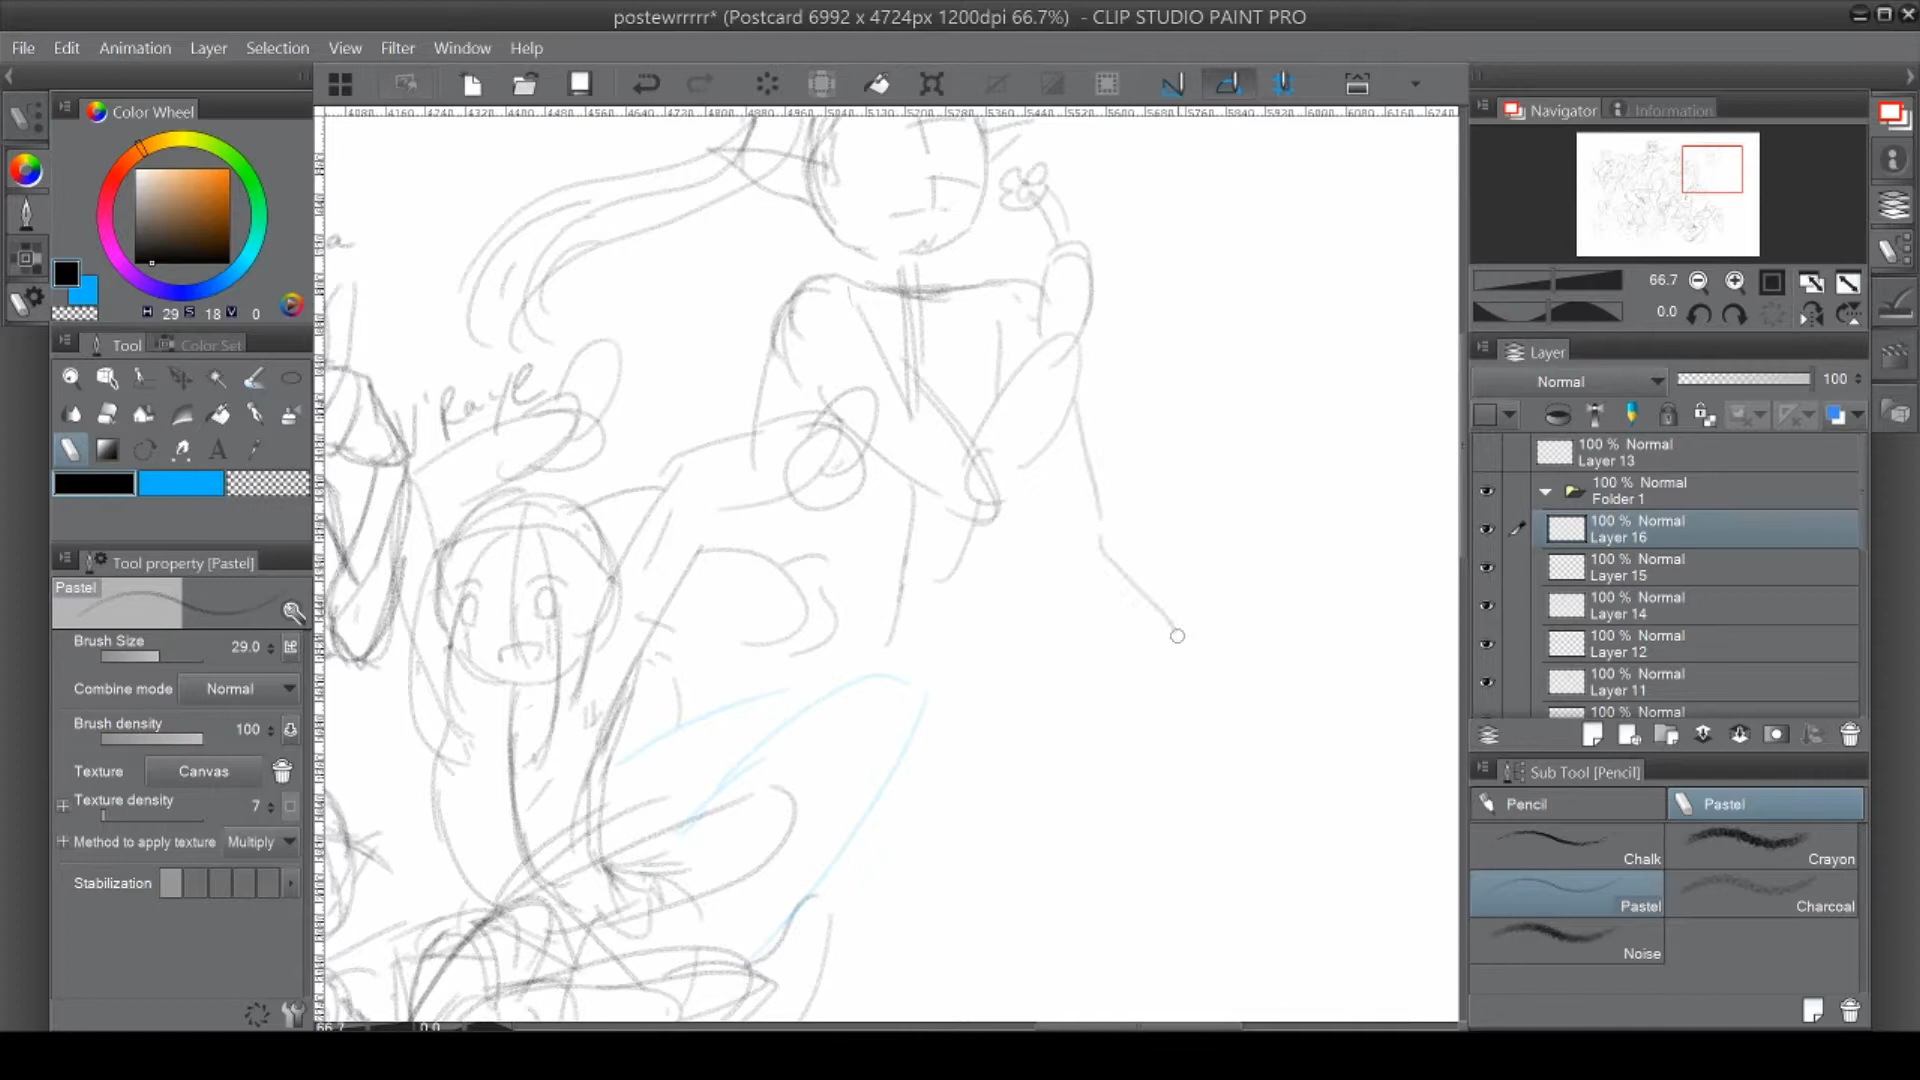 postewrrrrr* (Postcard 6992 x 4724px 1200dpi 66.7%) - CLIP STUDIO PAINT PRO
File Edit Animation Layer Selection View Filter Window Help
Color Wheel
H 29 S 18 V 0
Tool Color Set
Tool property [Pastel]
Pastel
Brush Size 29.0
Combine mode Normal
Brush density 100
Texture Canvas
Texture density 7
Method to apply texture Multiply
Stabilization
66.7 0.0
Navigator Information
66.7
0.0
Layer
Normal 100
100 % Normal
Layer 13
100 % Normal
Folder 1
100 % Normal
Layer 16
100 % Normal
Layer 15
100 % Normal
Layer 14
100 % Normal
Layer 12
100 % Normal
Layer 11
100 % Normal
Sub Tool [Pencil]
Pencil Pastel
Chalk Crayon
Pastel Charcoal
Noise